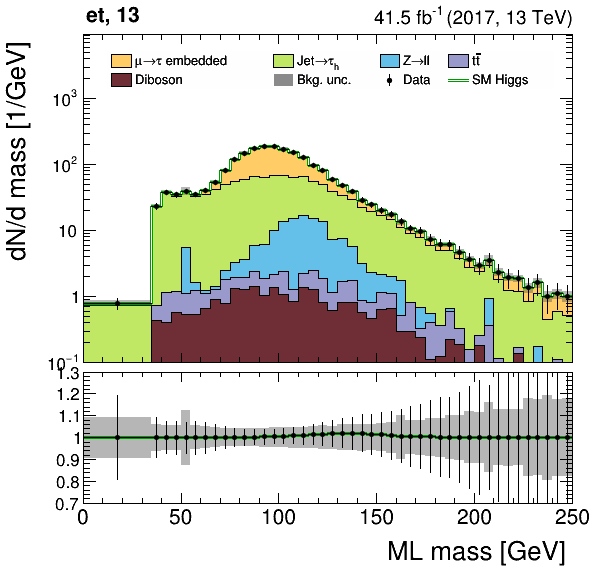 et, 13 41.5 fb⁻¹ (2017, 13 TeV)
μ→τ embedded Jet→τₕ Z→ll tt̄
Diboson Bkg. unc. Data SM Higgs
dN/d mass [1/GeV]
10³
10²
10
1
10⁻¹
1.3
1.2
1.1
1
0.9
0.8
0.7
0 50 100 150 200 250
ML mass [GeV]